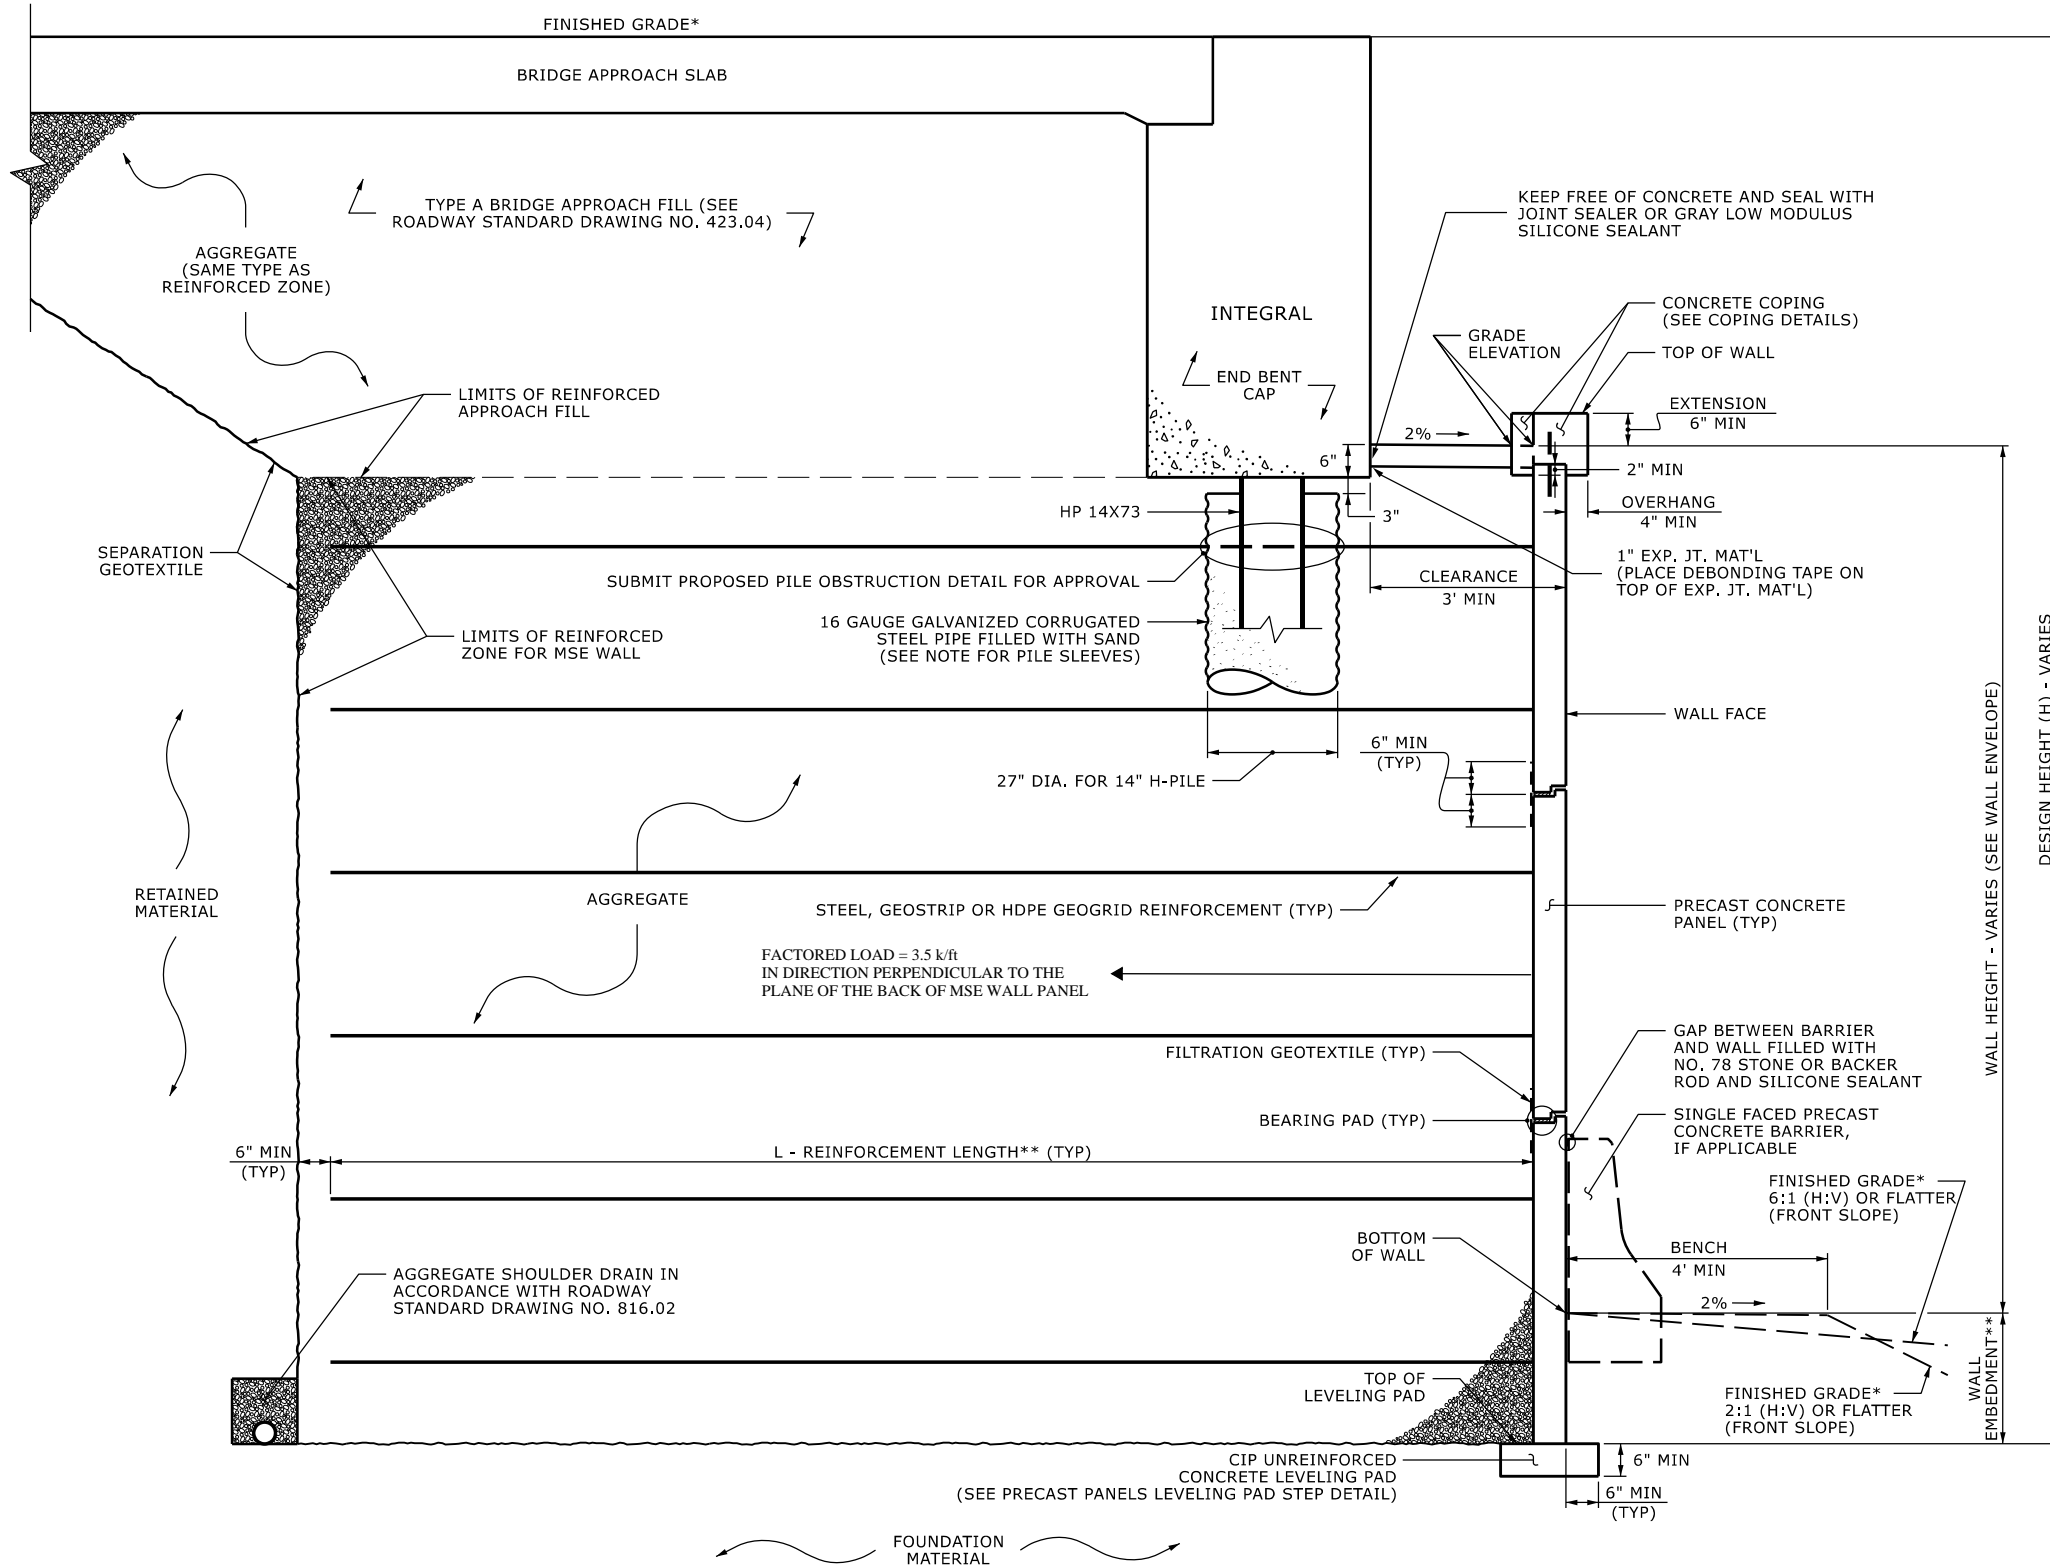 FINISHED GRADE*
BRIDGE APPROACH SLAB
TYPE A BRIDGE APPROACH FILL (SEE
ROADWAY STANDARD DRAWING NO. 423.04)
AGGREGATE
(SAME TYPE AS
REINFORCED ZONE)
KEEP FREE OF CONCRETE AND SEAL WITH
JOINT SEALER OR GRAY LOW MODULUS
SILICONE SEALANT
INTEGRAL
END BENT
CAP
CONCRETE COPING
(SEE COPING DETAILS)
GRADE
ELEVATION
TOP OF WALL
LIMITS OF REINFORCED
APPROACH FILL
EXTENSION
6" MIN
2%
6"
2" MIN
OVERHANG
4" MIN
HP 14X73
3"
SEPARATION
GEOTEXTILE
SUBMIT PROPOSED PILE OBSTRUCTION DETAIL FOR APPROVAL
1" EXP. JT. MAT'L
(PLACE DEBONDING TAPE ON
TOP OF EXP. JT. MAT'L)
CLEARANCE
3' MIN
16 GAUGE GALVANIZED CORRUGATED
STEEL PIPE FILLED WITH SAND
(SEE NOTE FOR PILE SLEEVES)
LIMITS OF REINFORCED
ZONE FOR MSE WALL
WALL FACE
6" MIN
(TYP)
27" DIA. FOR 14" H-PILE
WALL HEIGHT - VARIES (SEE WALL ENVELOPE)
DESIGN HEIGHT (H) - VARIES
RETAINED
MATERIAL
AGGREGATE
STEEL, GEOSTRIP OR HDPE GEOGRID REINFORCEMENT (TYP)
PRECAST CONCRETE
PANEL (TYP)
FACTORED LOAD = 3.5 k/ft
IN DIRECTION PERPENDICULAR TO THE
PLANE OF THE BACK OF MSE WALL PANEL
FILTRATION GEOTEXTILE (TYP)
GAP BETWEEN BARRIER
AND WALL FILLED WITH
NO. 78 STONE OR BACKER
ROD AND SILICONE SEALANT
BEARING PAD (TYP)
SINGLE FACED PRECAST
CONCRETE BARRIER,
IF APPLICABLE
6" MIN
(TYP)
L - REINFORCEMENT LENGTH** (TYP)
FINISHED GRADE*
6:1 (H:V) OR FLATTER
(FRONT SLOPE)
BOTTOM
OF WALL
BENCH
4' MIN
2%
AGGREGATE SHOULDER DRAIN IN
ACCORDANCE WITH ROADWAY
STANDARD DRAWING NO. 816.02
WALL
EMBEDMENT**
TOP OF
LEVELING PAD
FINISHED GRADE*
2:1 (H:V) OR FLATTER
(FRONT SLOPE)
CIP UNREINFORCED
CONCRETE LEVELING PAD
(SEE PRECAST PANELS LEVELING PAD STEP DETAIL)
6" MIN
6" MIN
(TYP)
FOUNDATION
MATERIAL